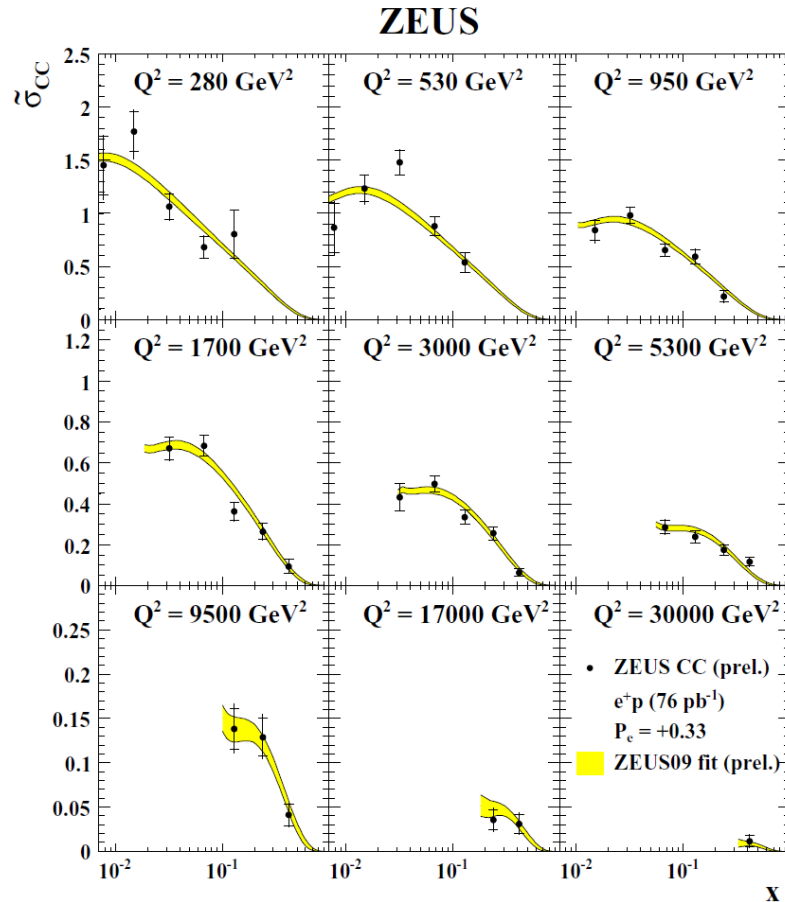 ZEUS
σ̃CC
Q² = 280 GeV²
Q² = 530 GeV²
Q² = 950 GeV²
2.5
2
1.5
1
0.5
0
Q² = 1700 GeV²
Q² = 3000 GeV²
Q² = 5300 GeV²
1.2
1
0.8
0.6
0.4
0.2
0
Q² = 9500 GeV²
Q² = 17000 GeV²
Q² = 30000 GeV²
0.25
0.2
0.15
0.1
0.05
0
ZEUS CC (prel.)
e⁺p (76 pb⁻¹)
Pe = +0.33
ZEUS09 fit (prel.)
10⁻² 10⁻¹ 10⁻² 10⁻¹ 10⁻² 10⁻¹
x